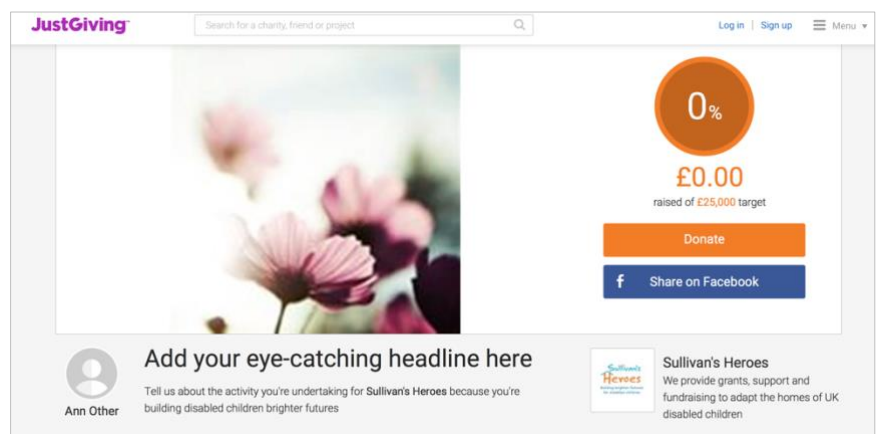 JustGiving™
Search for a charity, friend or project
Log in | Sign up
Menu
0%
£0.00
raised of £25,000 target
Donate
f Share on Facebook
Ann Other
Add your eye-catching headline here
Tell us about the activity you're undertaking for Sullivan's Heroes because you're
building disabled children brighter futures
Sullivan's
Heroes
Sullivan's Heroes
We provide grants, support and
fundraising to adapt the homes of UK
disabled children